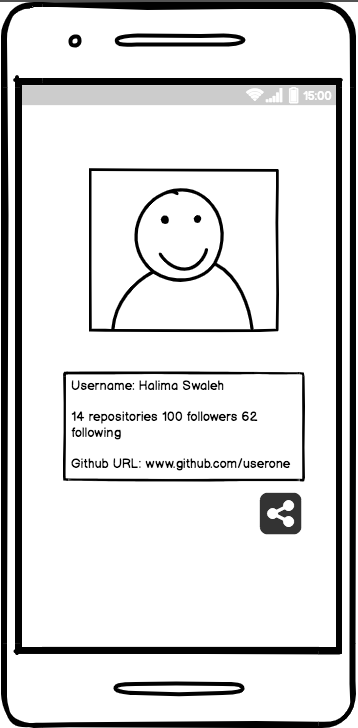 15:00
Username: Halima Swaleh
14 repositories 100 followers 62
following
Github URL: www.github.com/userone